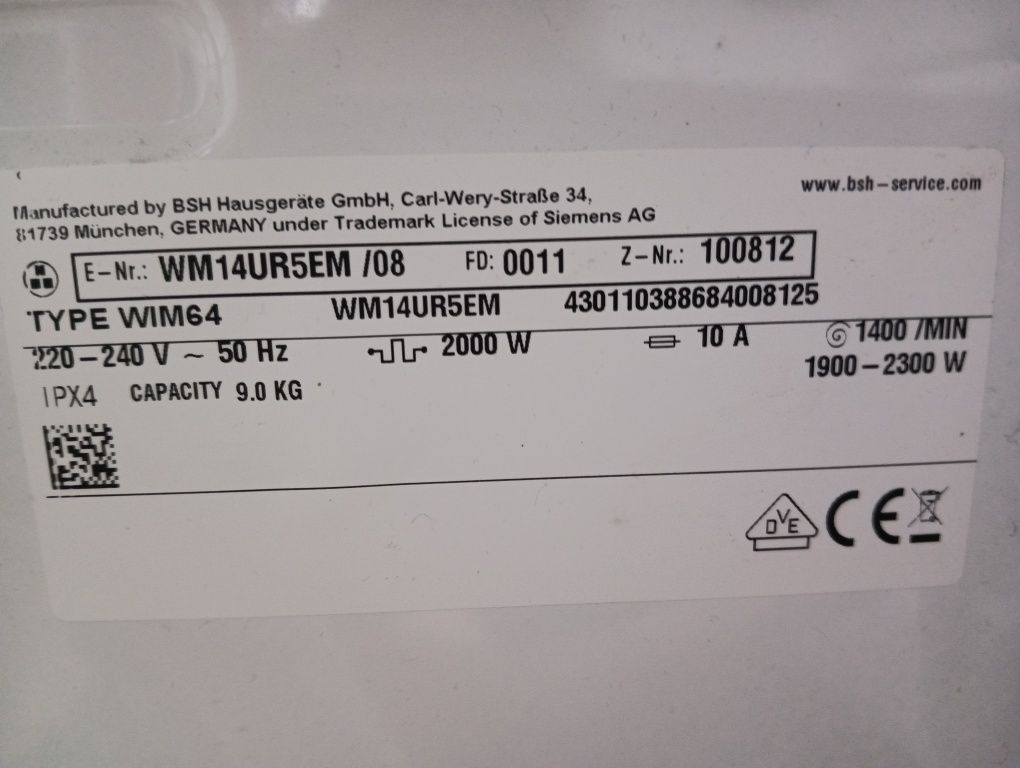 www.bsh-service.com
Manufactured by BSH Hausgeräte GmbH, Carl-Wery-Straße 34,
81739 München, GERMANY under Trademark License of Siemens AG
E-Nr.: WM14UR5EM /08 FD: 0011 Z-Nr.: 100812
TYPE WIM64 WM14UR5EM 430110388684008125
220-240 V ~ 50 Hz 2000 W 10 A 1400 /MIN
1900-2300 W
IPX4 CAPACITY 9.0 KG
DVE CE